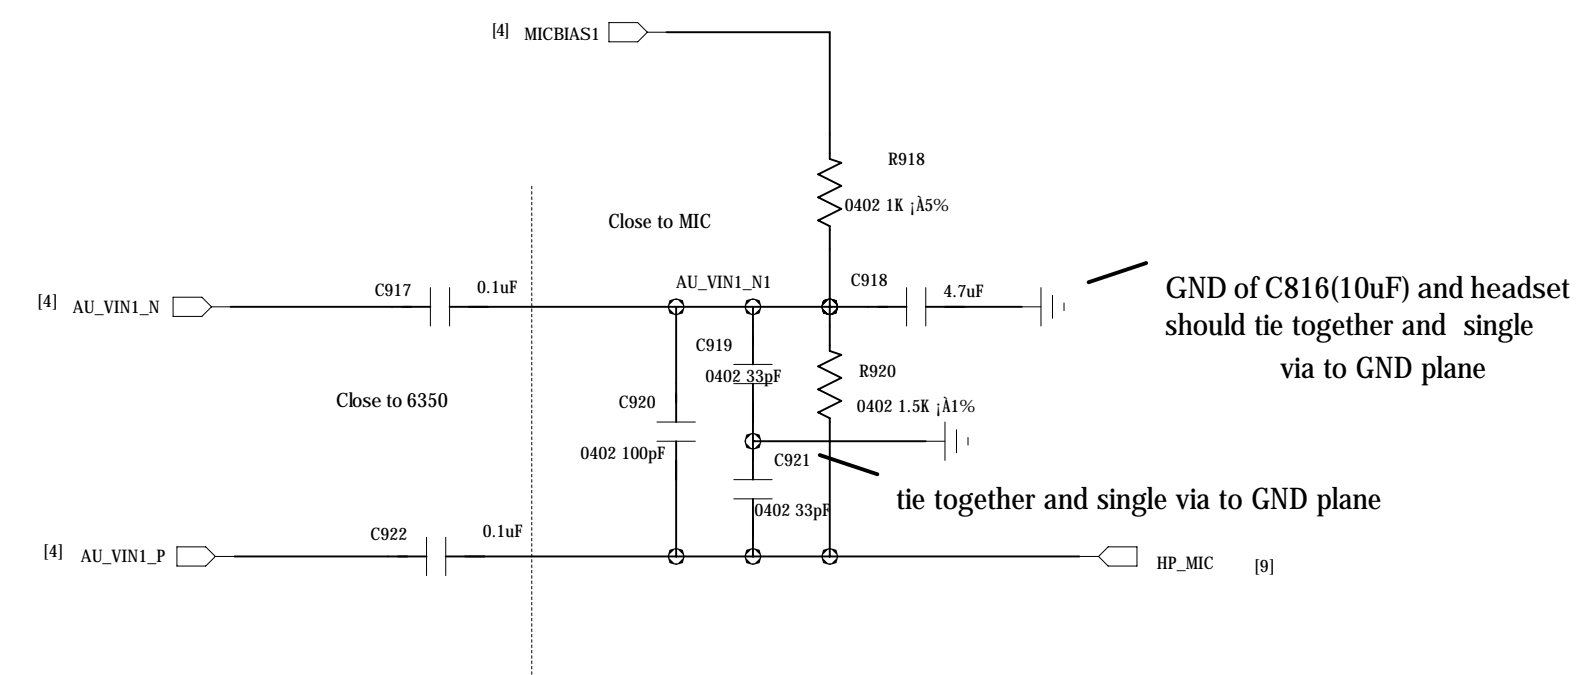 [4] MICBIAS1
R918
0402 1K ¡À5%
Close to MIC
C917 0.1uF
AU_VIN1_N1
C918
4.7uF
[4] AU_VIN1_N
GND of C816(10uF) and headset
should tie together and single
via to GND plane
C919
0402 33pF
R920
0402 1.5K ¡À1%
Close to 6350
C920
0402 100pF
C921
tie together and single via to GND plane
0402 33pF
C922 0.1uF
[4] AU_VIN1_P
HP_MIC [9]